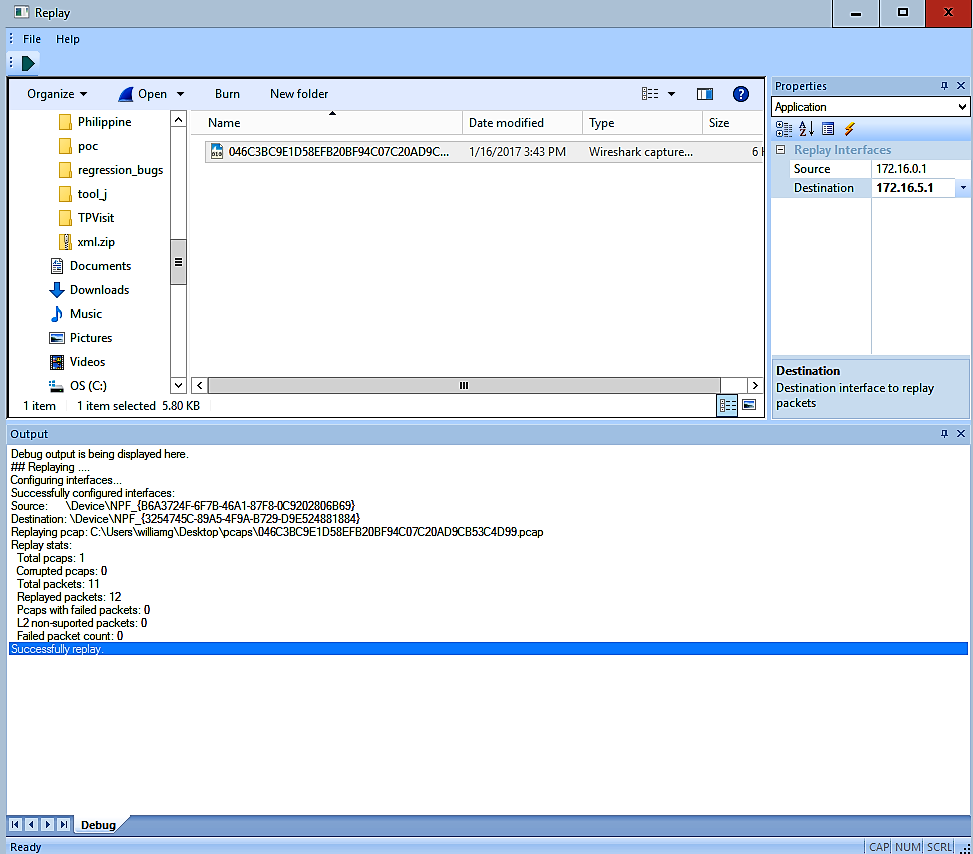 Replay
File Help
Organize Open Burn New folder
Name Date modified Type Size
Philippine
poc
regression_bugs
tool_j
TPVisit
xml.zip
Documents
Downloads
Music
Pictures
Videos
OS (C:)
046C3BC9E1D58EFB20BF94C07C20AD9C... 1/16/2017 3:43 PM Wireshark capture... 6
1 item 1 item selected 5.80 KB
Properties
Application
Replay Interfaces
Source 172.16.0.1
Destination 172.16.5.1
Destination
Destination interface to replay
packets
Output
Debug output is being displayed here.
## Replaying ....
Configuring interfaces...
Successfully configured interfaces:
Source: \Device\NPF_{B6A3724F-6F7B-46A1-87F8-0C9202806B69}
Destination: \Device\NPF_{3254745C-89A5-4F9A-B729-D9E524881884}
Replaying pcap: C:\Users\williamg\Desktop\pcaps\046C3BC9E1D58EFB20BF94C07C20AD9CB53C4D99.pcap
Replay stats:
Total pcaps: 1
Corrupted pcaps: 0
Total packets: 11
Replayed packets: 12
Pcaps with failed packets: 0
L2 non-suported packets: 0
Failed packet count: 0
Successfully replay.
Debug
Ready CAP NUM SCRL